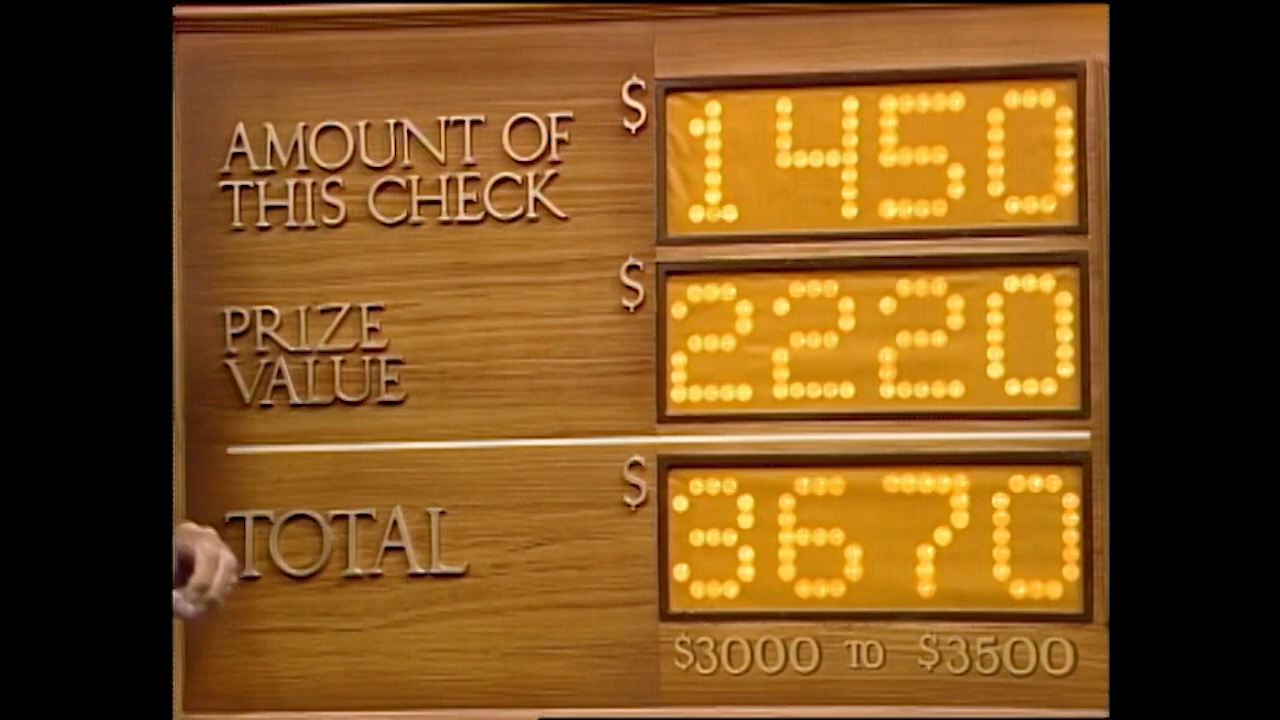 AMOUNT OF
THIS CHECK
$ 1450
PRIZE
VALUE
$ 2220
TOTAL
$ 3670
$3000 TO $3500